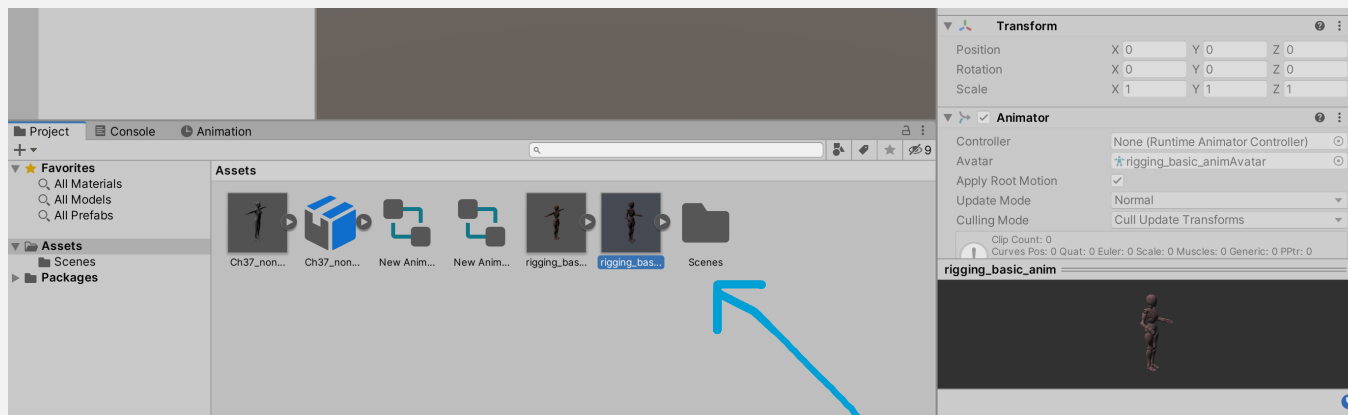 Transform
Position X 0 Y 0 Z 0
Rotation X 0 Y 0 Z 0
Scale X 1 Y 1 Z 1
Animator
Controller None (Runtime Animator Controller)
Avatar rigging_basic_animAvatar
Apply Root Motion
Update Mode Normal
Culling Mode Cull Update Transforms
Clip Count: 0
Curves Pos: 0 Quat: 0 Euler: 0 Scale: 0 Muscles: 0 Generic: 0 PPtr: 0
rigging_basic_anim
Project Console Animation
9
Favorites
All Materials
All Models
All Prefabs
Assets
Scenes
Packages
Assets
Ch37_non... Ch37_non... New Anim... New Anim... rigging_bas... rigging_bas... Scenes